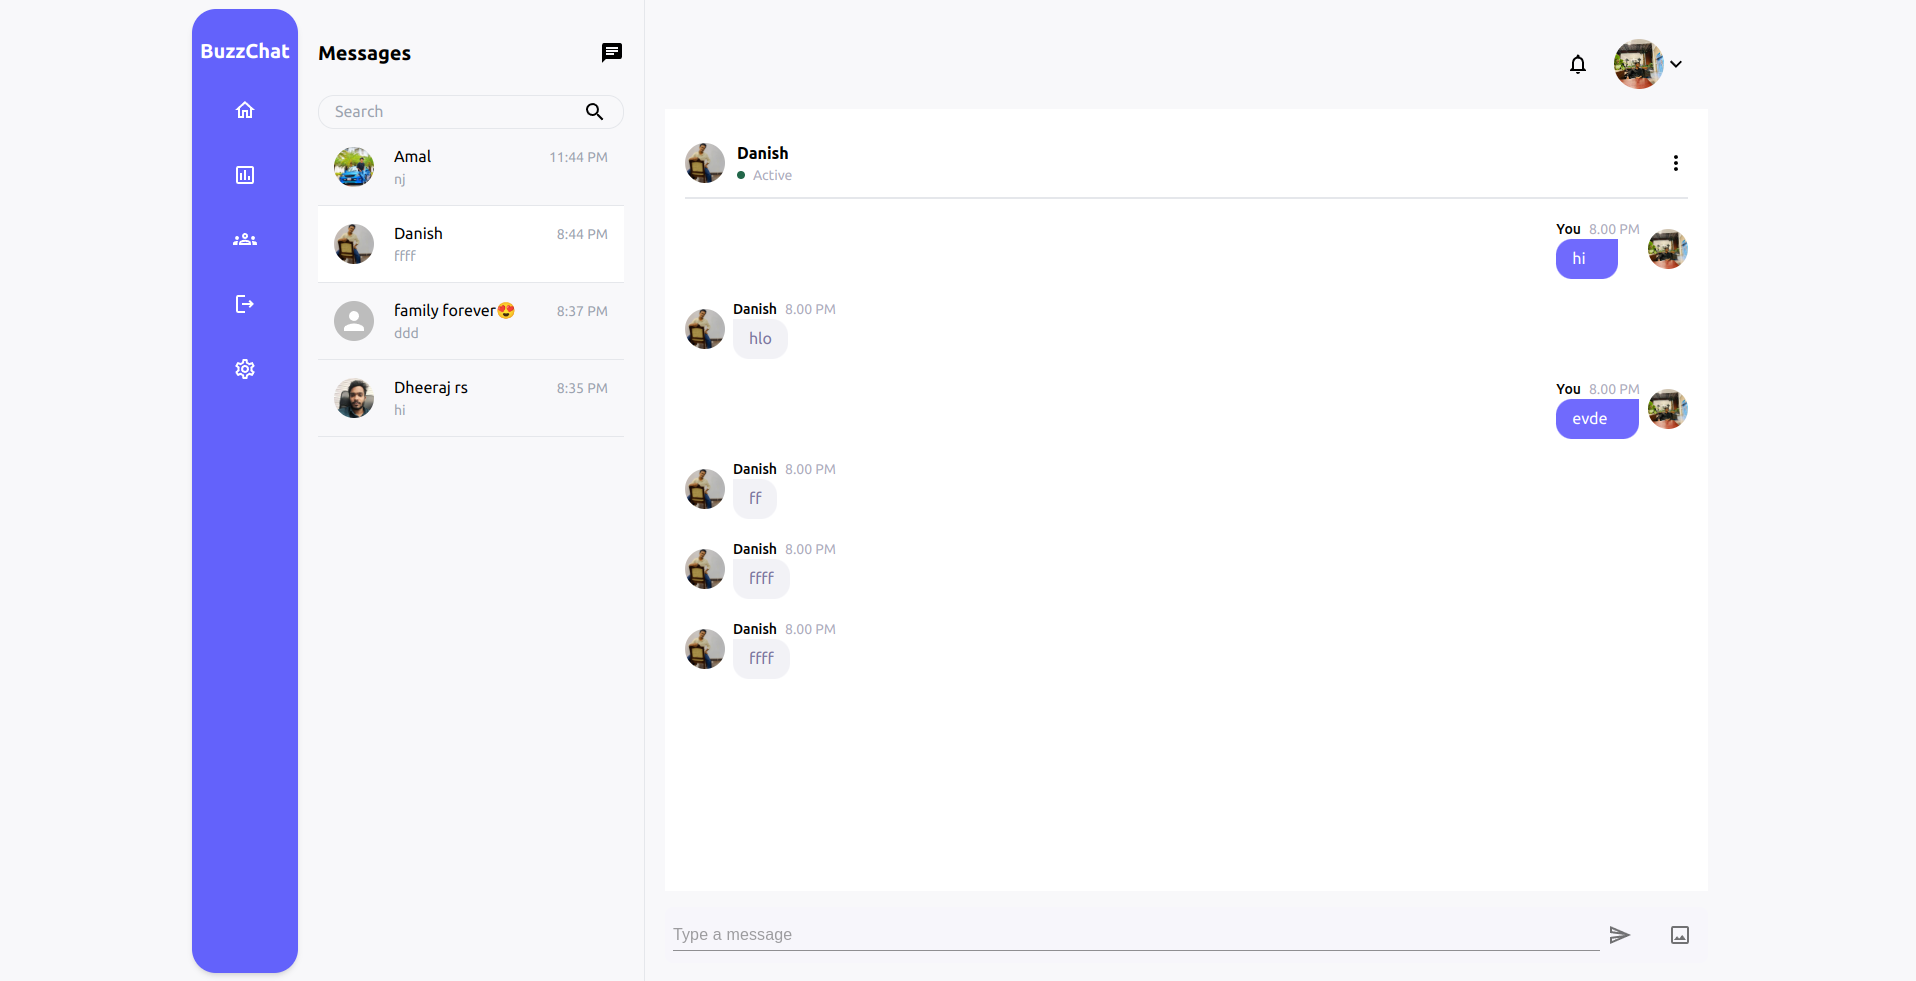 BuzzChat
Messages
Search
Amal 11:44 PM
nj
Danish 8:44 PM
ffff
family forever😍 8:37 PM
ddd
Dheeraj rs 8:35 PM
hi
Danish
Active
You 8.00 PM
hi
Danish 8.00 PM
hlo
You 8.00 PM
evde
Danish 8.00 PM
ff
Danish 8.00 PM
ffff
Danish 8.00 PM
ffff
Type a message